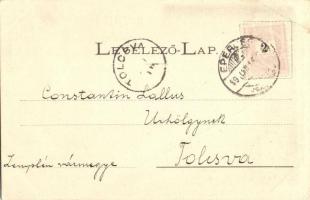 LEVELEZŐ-LAP.
TOLCSVA
EPERJES
Constantin Lallus
Urhölgynek
Tolcsva
Zemplén vármegye